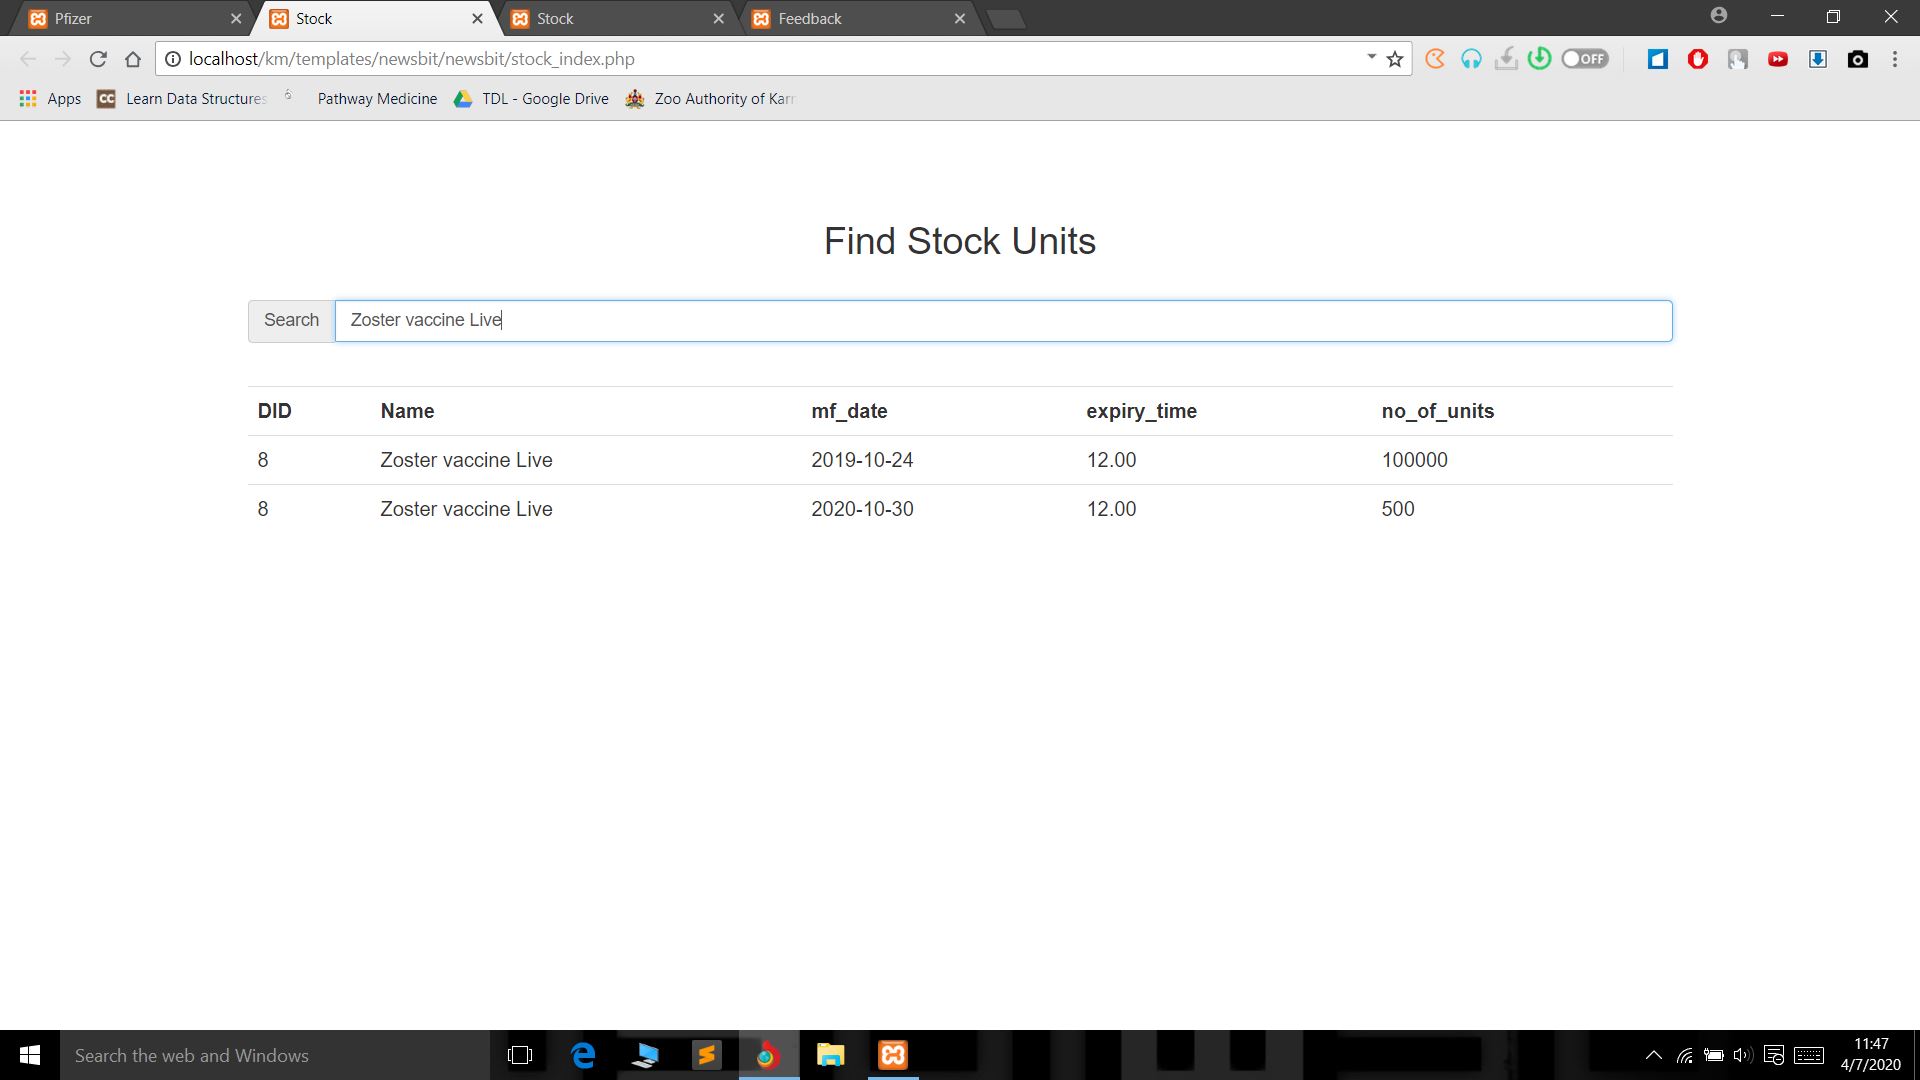 Pfizer Stock Stock Feedback
localhost/km/templates/newsbit/newsbit/stock_index.php OFF
Apps CC Learn Data Structures Pathway Medicine TDL - Google Drive Zoo Authority of Karn
Find Stock Units
Search Zoster vaccine Live
DID Name mf_date expiry_time no_of_units
8 Zoster vaccine Live 2019-10-24 12.00 100000
8 Zoster vaccine Live 2020-10-30 12.00 500
Search the web and Windows
11:47
4/7/2020